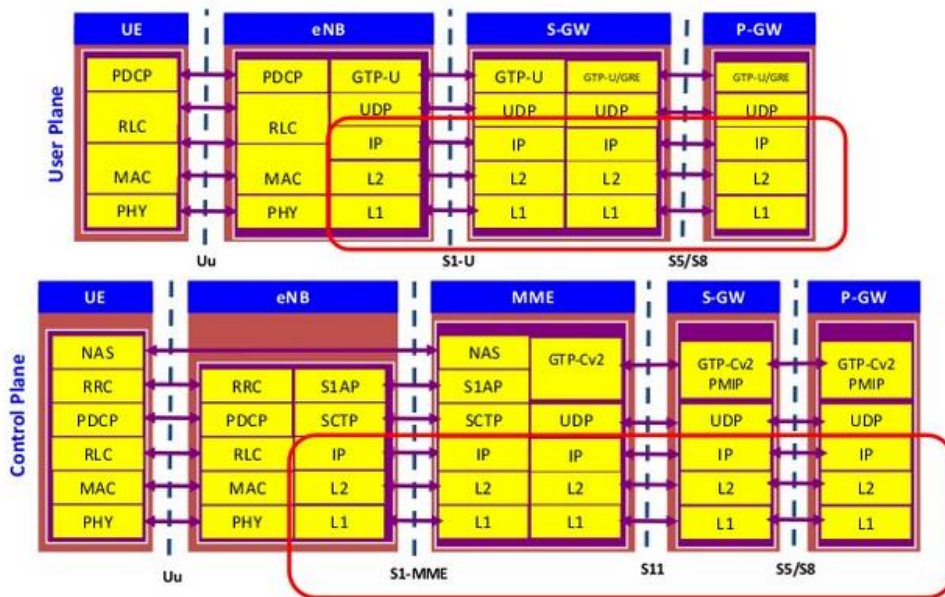 UE eNB S-GW P-GW
User Plane
PDCP PDCP GTP-U GTP-U GTP-U/GRE GTP-U/GRE
UDP UDP UDP UDP
RLC RLC
IP IP IP IP
MAC MAC L2 L2 L2 L2
PHY PHY L1 L1 L1 L1
Uu S1-U S5/S8
UE eNB MME S-GW P-GW
Control Plane
NAS NAS GTP-Cv2 GTP-Cv2 GTP-Cv2
RRC RRC S1AP S1AP PMIP PMIP
PDCP PDCP SCTP SCTP UDP UDP UDP
RLC RLC IP IP IP IP IP
MAC MAC L2 L2 L2 L2 L2
PHY PHY L1 L1 L1 L1 L1
Uu S1-MME S11 S5/S8